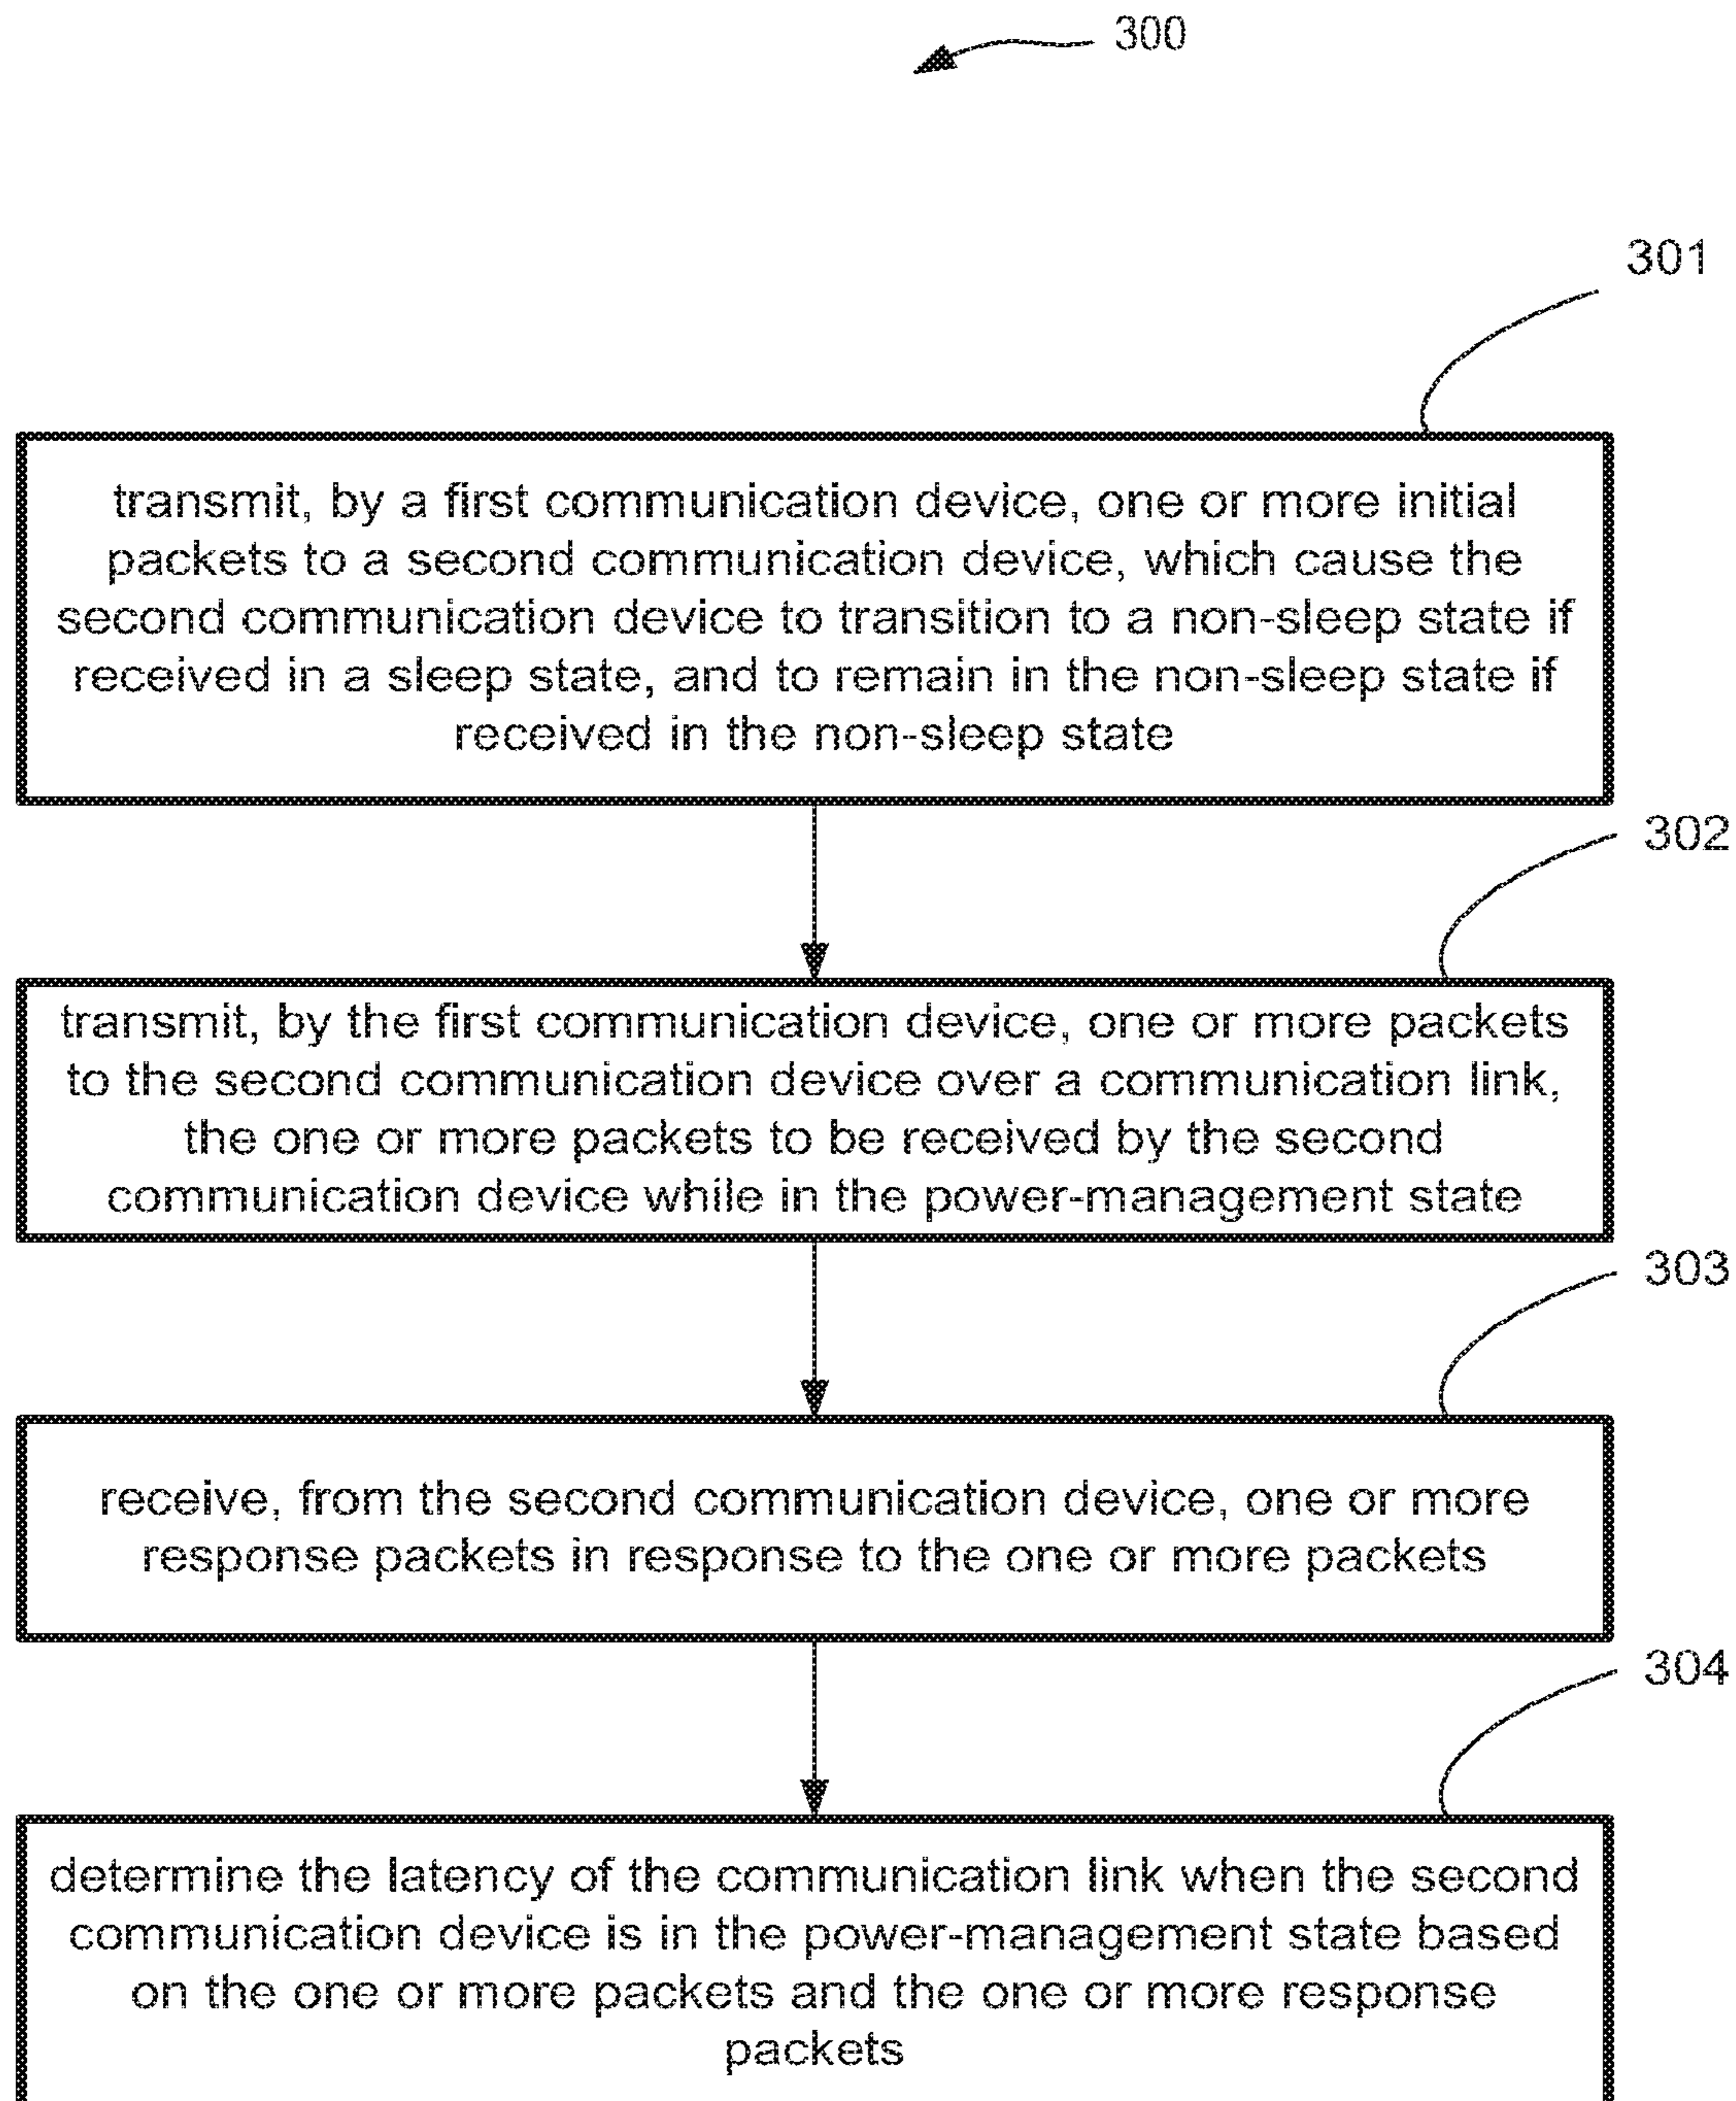 300
301
transmit, by a first communication device, one or more initial
packets to a second communication device, which cause the
second communication device to transition to a non-sleep state if
received in a sleep state, and to remain in the non-sleep state if
received in the non-sleep state
302
transmit, by the first communication device, one or more packets
to the second communication device over a communication link,
the one or more packets to be received by the second
communication device while in the power-management state
303
receive, from the second communication device, one or more
response packets in response to the one or more packets
304
determine the latency of the communication link when the second
communication device is in the power-management state based
on the one or more packets and the one or more response
packets